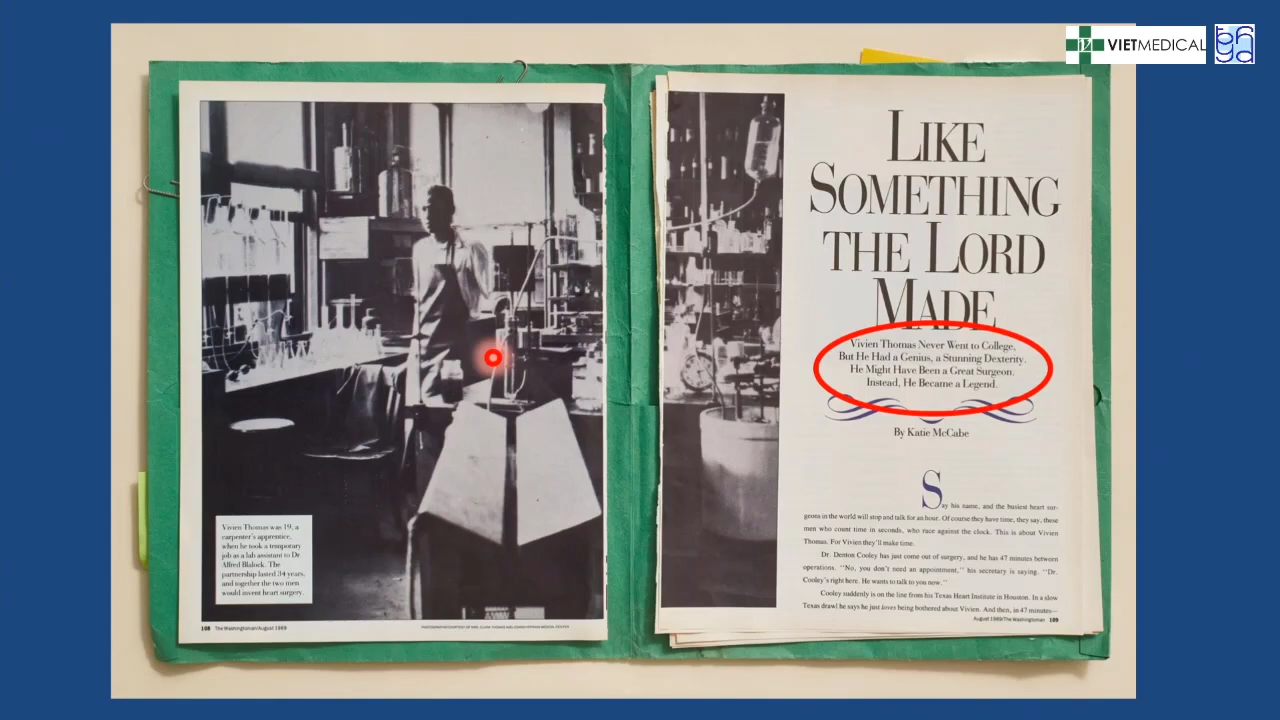 VIETMEDICAL
LIKE
SOMETHING
THE LORD
MADE
Vivien Thomas Never Went to College,
But He Had a Genius, a Stunning Dexterity.
He Might Have Been a Great Surgeon.
Instead, He Became a Legend.
By Katie McCabe
Say his name, and the busiest heart sur-
geons in the world will stop and talk for an hour. Of course they have time, they say, these
men who count time in seconds, who race against the clock. This is about Vivien
Thomas. For Vivien they'll make time.
Dr. Denton Cooley has just come out of surgery, and he has 47 minutes between
operations. "No, you don't need an appointment," his secretary is saying. "Dr.
Cooley's right here. He wants to talk to you now."
Cooley suddenly is on the line from his Texas Heart Institute in Houston. In a slow
Texas drawl he says he just loves being bothered about Vivien. And then, in 47 minutes—
August 1989/The Washingtonian 109
Vivien Thomas was 19, a
carpenter's apprentice,
when he took a temporary
job as a lab assistant to Dr
Alfred Blalock. The
partnership lasted 34 years,
and together the two men
would invent heart surgery.
108 The Washingtonian/August 1989